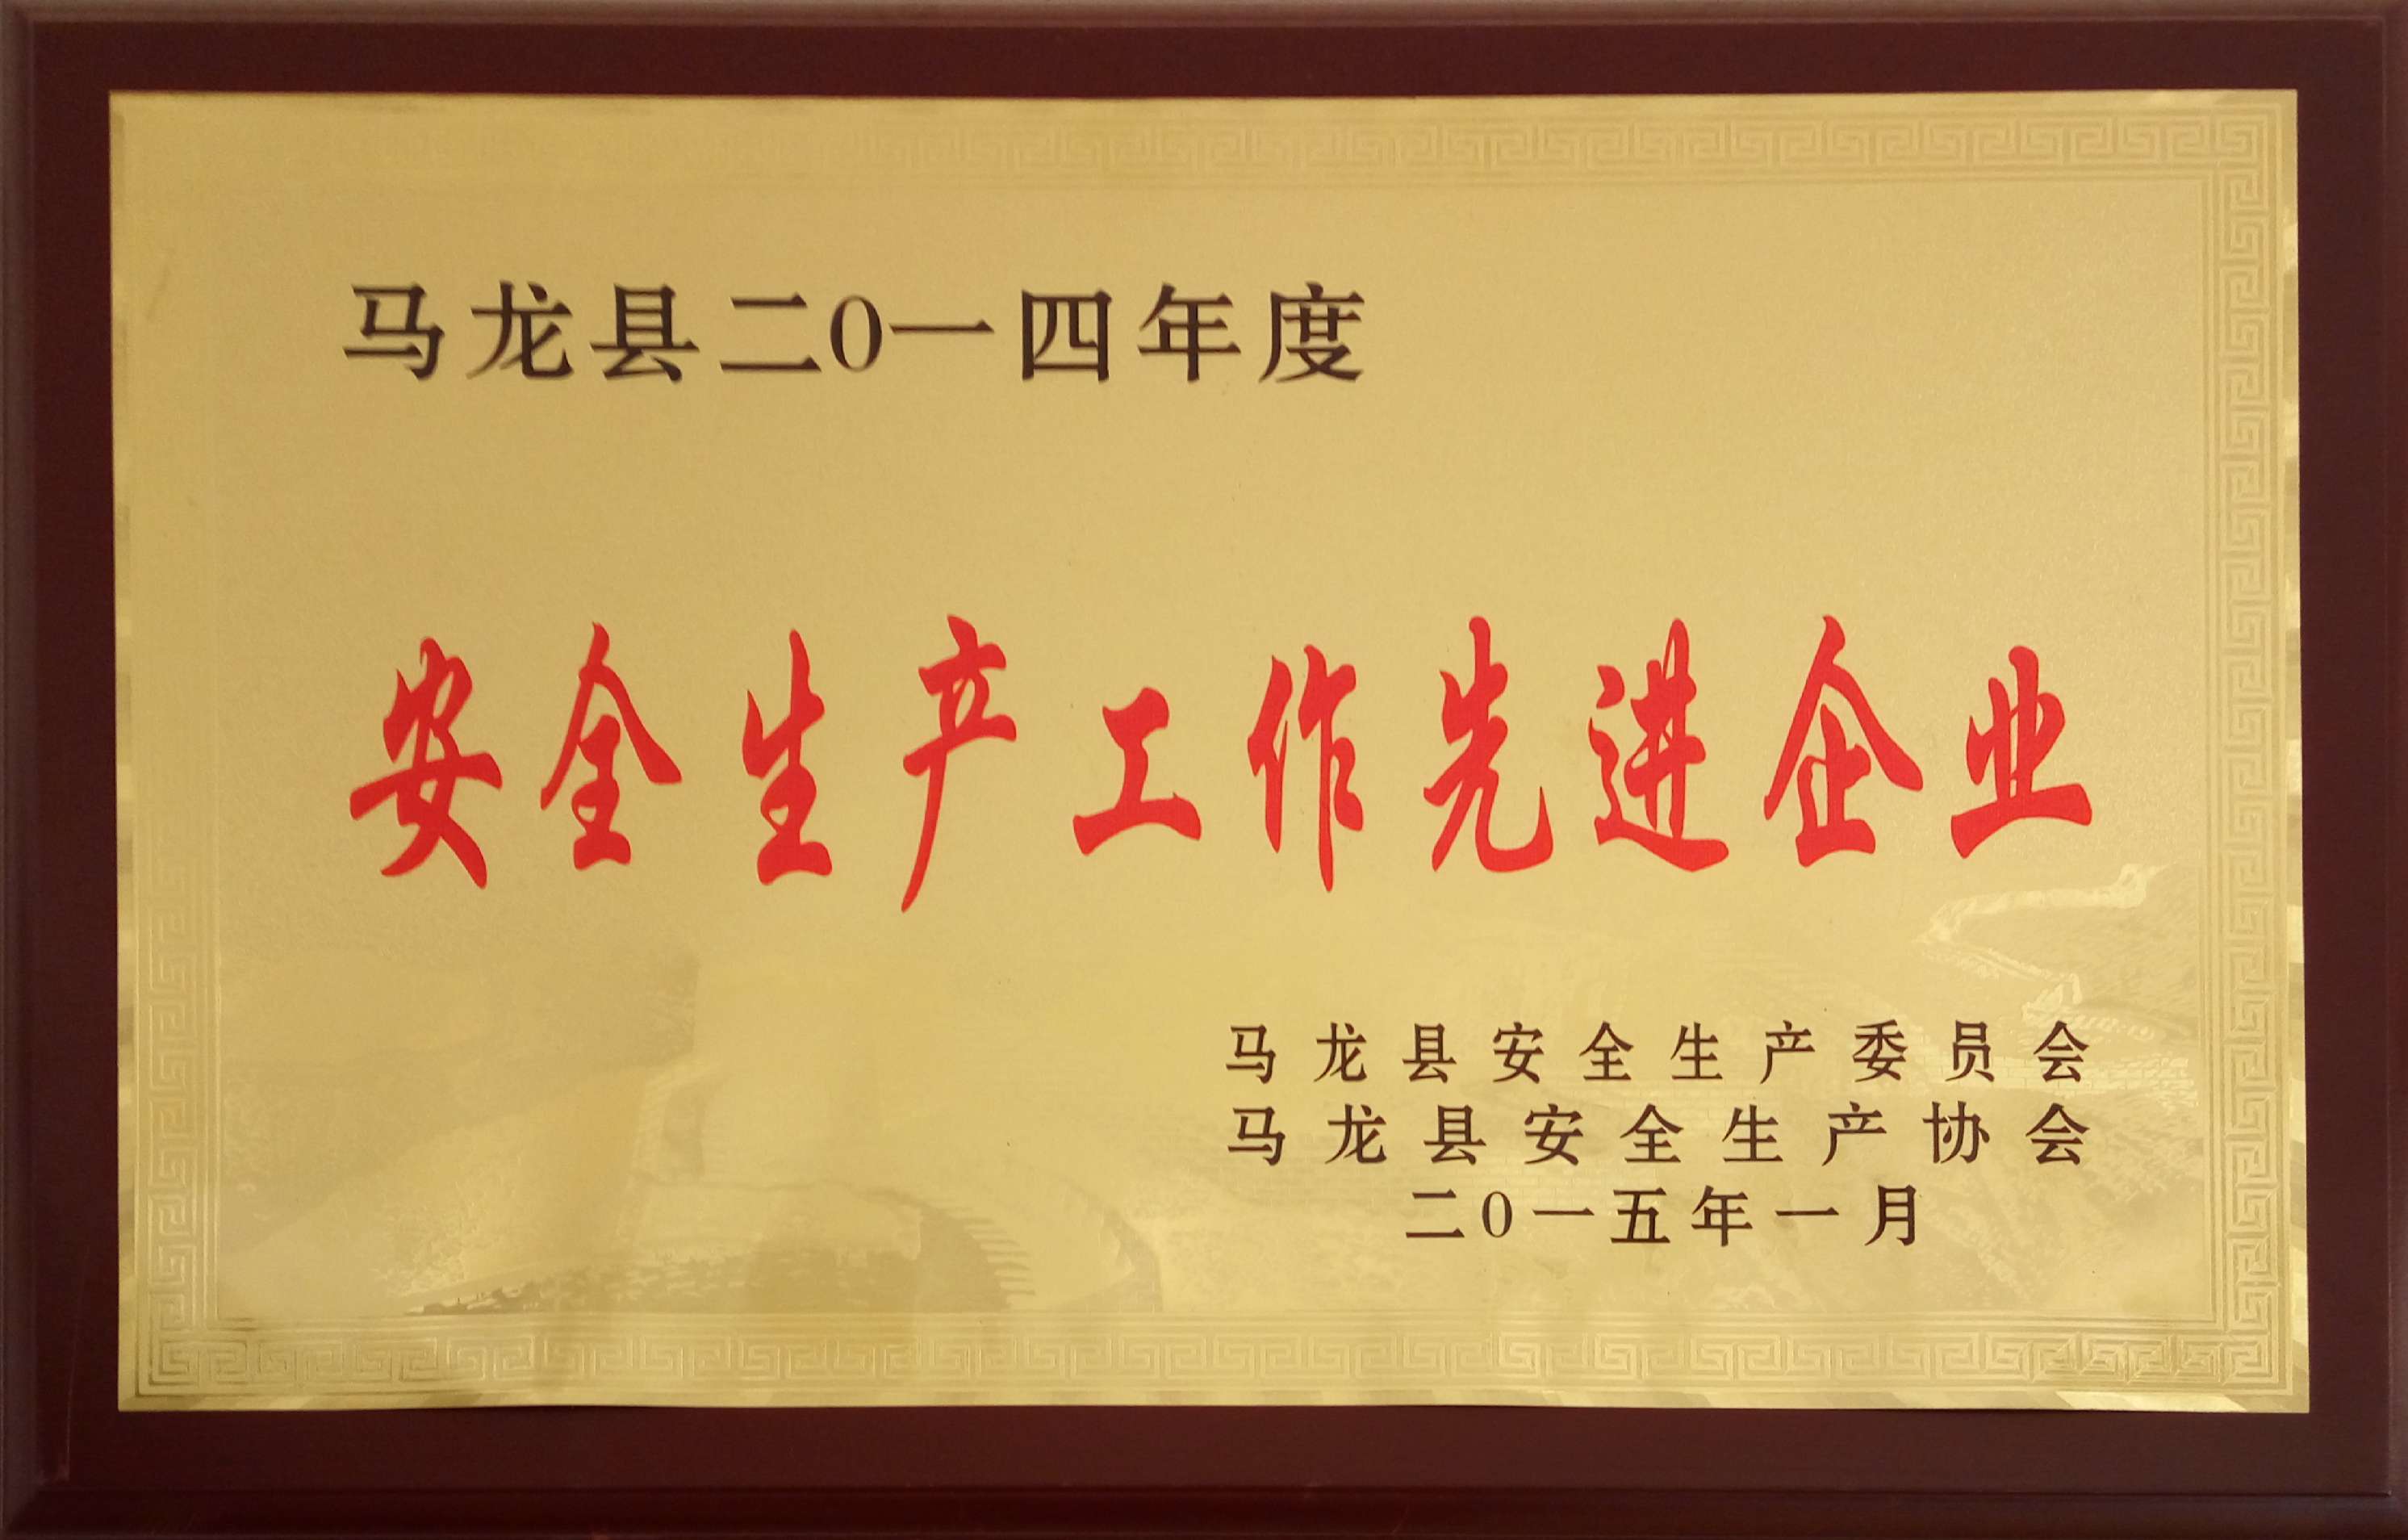 马龙县二0一四年度
安全生产工作先进企业
马龙县安全生产委员会
马龙县安全生产协会
二0一五年一月